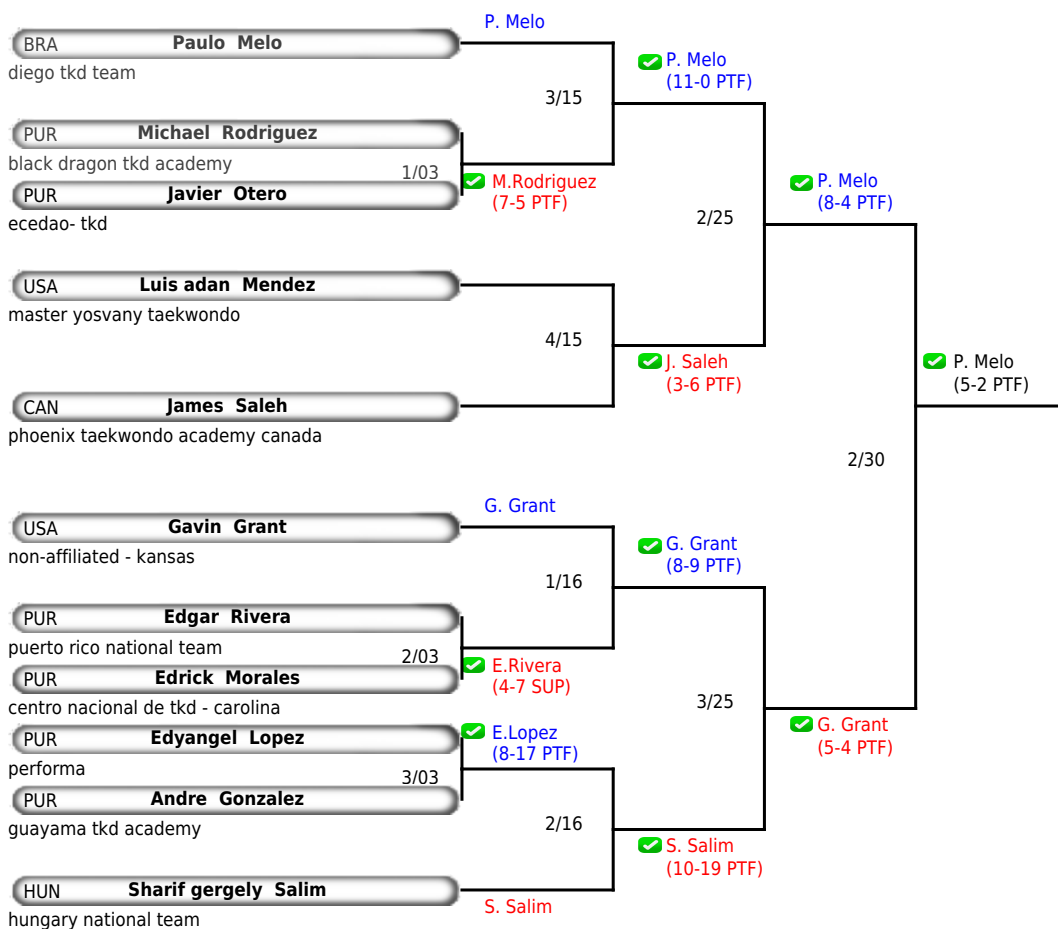 P. Melo
BRA Paulo Melo
diego tkd team
P. Melo
(11-0 PTF)
3/15
PUR Michael Rodriguez
black dragon tkd academy
1/03
M.Rodriguez
(7-5 PTF)
PUR Javier Otero
ecedao- tkd
P. Melo
(8-4 PTF)
2/25
USA Luis adan Mendez
master yosvany taekwondo
4/15
J. Saleh
(3-6 PTF)
P. Melo
(5-2 PTF)
CAN James Saleh
phoenix taekwondo academy canada
2/30
G. Grant
USA Gavin Grant
non-affiliated - kansas
G. Grant
(8-9 PTF)
1/16
PUR Edgar Rivera
puerto rico national team
2/03
E.Rivera
(4-7 SUP)
PUR Edrick Morales
centro nacional de tkd - carolina
3/25
G. Grant
(5-4 PTF)
PUR Edyangel Lopez
performa
E.Lopez
(8-17 PTF)
3/03
PUR Andre Gonzalez
guayama tkd academy
2/16
S. Salim
(10-19 PTF)
HUN Sharif gergely Salim
hungary national team
S. Salim